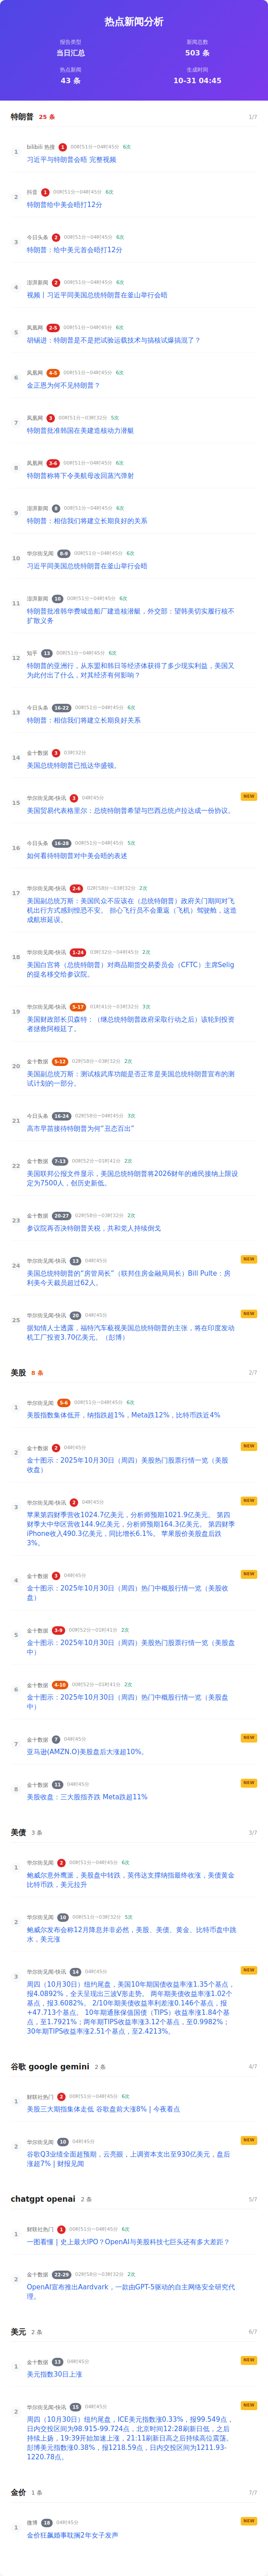 热点新闻分析
报告类型
新闻总数
当日汇总
503 条
热点新闻
生成时间
43 条
10-31 04:45
特朗普 25 条 1/7
1
bilibili 热搜 1 00时51分~04时45分 6次
习近平与特朗普会晤 完整视频
2
抖音 1 00时51分~04时45分 6次
特朗普给中美会晤打12分
3
今日头条 2 00时51分~04时45分 6次
特朗普：给中美元首会晤打12分
4
澎湃新闻 2 00时51分~04时45分 6次
视频丨习近平同美国总统特朗普在釜山举行会晤
5
凤凰网 2-5 00时51分~04时45分 6次
胡锡进：特朗普是不是把试验运载技术与搞核试爆搞混了？
6
凤凰网 4-5 00时51分~04时45分 6次
金正恩为何不见特朗普？
7
凤凰网 3 00时51分~03时32分 5次
特朗普批准韩国在美建造核动力潜艇
8
凤凰网 3-6 00时51分~04时45分 6次
特朗普称将下令美航母改回蒸汽弹射
9
澎湃新闻 9 00时51分~04时45分 6次
特朗普：相信我们将建立长期良好的关系
10
华尔街见闻 8-9 00时51分~04时45分 6次
习近平同美国总统特朗普在釜山举行会晤
11
澎湃新闻 10 00时51分~04时45分 6次
特朗普批准韩华费城造船厂建造核潜艇，外交部：望韩美切实履行核不
扩散义务
12
知乎 13 00时51分~04时45分 6次
特朗普的亚洲行，从东盟和韩日等经济体获得了多少现实利益，美国又
为此付出了什么，对其经济有何影响？
13
今日头条 16-22 00时51分~04时45分 6次
特朗普：相信我们将建立长期良好关系
14
金十数据 3 03时32分
美国总统特朗普已抵达华盛顿。
15
华尔街见闻-快讯 3 04时45分 NEW
美国贸易代表格里尔：总统特朗普希望与巴西总统卢拉达成一份协议。
16
今日头条 16-28 00时51分~04时45分 5次
如何看待特朗普对中美会晤的表述
17
华尔街见闻-快讯 2-6 02时58分~03时32分 2次
美国副总统万斯：美国民众不应该在（总统特朗普）政府关门期间对飞
机出行方式感到惶恐不安。 担心飞行员不会重返（飞机）驾驶舱，这造
成航班延误。
18
华尔街见闻-快讯 1-24 03时32分~04时45分 2次
美国白宫将（总统特朗普）对商品期货交易委员会（CFTC）主席Selig
的提名移交给参议院。
19
华尔街见闻-快讯 5-17 01时41分~03时32分 3次
美国财政部长贝森特：（继总统特朗普政府采取行动之后）该轮到投资
者拯救阿根廷了。
20
金十数据 5-12 02时58分~03时32分 2次
美国副总统万斯：测试核武库功能是否正常是美国总统特朗普宣布的测
试计划的一部分。
21
今日头条 16-24 02时58分~04时45分 3次
高市早苗接待特朗普为何“丑态百出”
22
金十数据 7-13 00时52分~01时41分 2次
美国联邦公报文件显示，美国总统特朗普将2026财年的难民接纳上限设
定为7500人，创历史新低。
23
金十数据 20-27 02时58分~03时32分 2次
参议院再否决特朗普关税，共和党人持续倒戈
24
华尔街见闻-快讯 13 04时45分 NEW
美国总统特朗普的“房管局长”（联邦住房金融局局长）Bill Pulte：房
利美今天裁员超过62人。
25
华尔街见闻-快讯 20 04时45分 NEW
据知情人士透露，福特汽车藐视美国总统特朗普的主张，将在印度发动
机工厂投资3.70亿美元。（彭博）
美股 8 条 2/7
1
华尔街见闻 5-6 00时51分~04时45分 6次
美股指数集体低开，纳指跌超1%，Meta跌12%，比特币跌近4%
2
金十数据 2 04时45分 NEW
金十图示：2025年10月30日（周四）美股热门股票行情一览（美股
收盘）
3
华尔街见闻-快讯 2 04时45分 NEW
苹果第四财季营收1024.7亿美元，分析师预期1021.9亿美元。 第四
财季大中华区营收144.9亿美元，分析师预期164.3亿美元。 第四财季
iPhone收入490.3亿美元，同比增长6.1%。 苹果股价美股盘后跌
3%。
4
金十数据 3 04时45分 NEW
金十图示：2025年10月30日（周四）热门中概股行情一览（美股收
盘）
5
金十数据 3-9 00时52分~01时41分 2次
金十图示：2025年10月30日（周四）美股热门股票行情一览（美股盘
中）
6
金十数据 4-10 00时52分~01时41分 2次
金十图示：2025年10月30日（周四）热门中概股行情一览（美股盘
中）
7
金十数据 7 04时45分 NEW
亚马逊(AMZN.O)美股盘后大涨超10%。
8
金十数据 11 04时45分 NEW
美股收盘：三大股指齐跌 Meta跌超11%
美债 3 条 3/7
1
华尔街见闻 2 00时51分~04时45分 6次
鲍威尔意外鹰派，美股盘中转跌，英伟达支撑纳指最终收涨，美债黄金
比特币跌，美元拉升
2
华尔街见闻 10 00时51分~03时32分 5次
鲍威尔发布会称12月降息并非必然，美股、美债、黄金、比特币盘中跳
水，美元涨
3
华尔街见闻-快讯 14 04时45分 NEW
周四（10月30日）纽约尾盘，美国10年期国债收益率涨1.35个基点，
报4.0892%，全天呈现出三波V形走势。 两年期美债收益率涨1.02个
基点，报3.6082%。 2/10年期美债收益率利差涨0.146个基点，报
+47.713个基点。 10年期通胀保值国债（TIPS）收益率涨1.84个基
点，至1.7921%；两年期TIPS收益率涨3.12个基点，至0.9982%；
30年期TIPS收益率涨2.51个基点，至2.4213%。
谷歌 google gemini 2 条 4/7
1
财联社热门 2 00时51分~04时45分 6次
美股三大期指集体走低 谷歌盘前大涨8%丨今夜看点
2
华尔街见闻 10 04时45分 NEW
谷歌Q3业绩全面超预期，云亮眼，上调资本支出至930亿美元，盘后
涨超7% | 财报见闻
chatgpt openai 2 条 5/7
1
财联社热门 1 00时51分~04时45分 6次
一图看懂｜史上最大IPO？OpenAI与美股科技七巨头还有多大差距？
2
金十数据 22-29 02时58分~03时32分 2次
OpenAI宣布推出Aardvark，一款由GPT-5驱动的自主网络安全研究代
理。
美元 2 条 6/7
1
金十数据 13 04时45分 NEW
美元指数30日上涨
2
华尔街见闻-快讯 15 04时45分 NEW
周四（10月30日）纽约尾盘，ICE美元指数涨0.33%，报99.549点，
日内交投区间为98.915-99.724点，北京时间12:28刷新日低，之后
持续上扬，19:39开始加速上涨，21:11刷新日高之后持续高位震荡。
彭博美元指数涨0.38%，报1218.59点，日内交投区间为1211.93-
1220.78点。
金价 1 条 7/7
1
微博 18 04时45分 NEW
金价狂飙婚事耽搁2年女子发声